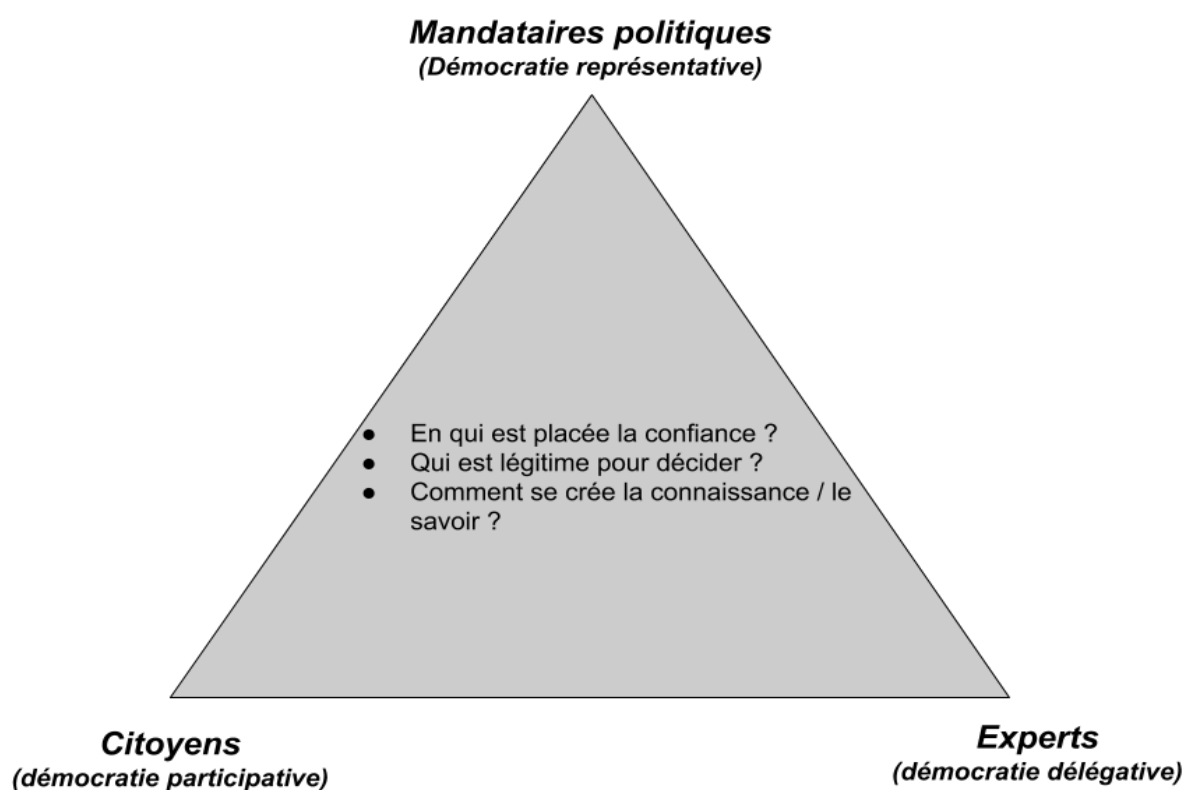 Mandataires politiques
(Démocratie représentative)
● En qui est placée la confiance ?
● Qui est légitime pour décider ?
● Comment se crée la connaissance / le
savoir ?
Citoyens
(démocratie participative)
Experts
(démocratie délégative)